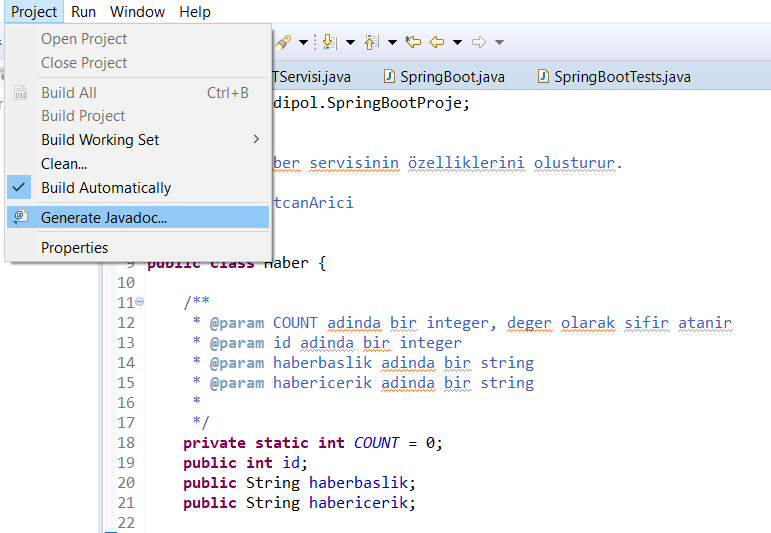 Project Run Window Help
Open Project
Close Project
Build All Ctrl+B
Build Project
Build Working Set
Clean...
Build Automatically
Generate Javadoc...
Properties
TServisi.java SpringBoot.java SpringBootTests.java
dipol.SpringBootProje;
ber servisinin özelliklerini olusturur.
tcanArici
9 public class Haber {
10
11 /**
12 * @param COUNT adinda bir integer, deger olarak sifir atanir
13 * @param id adinda bir integer
14 * @param haberbaslik adinda bir string
15 * @param habericerik adinda bir string
16 *
17 */
18 private static int COUNT = 0;
19 public int id;
20 public String haberbaslik;
21 public String habericerik;
22